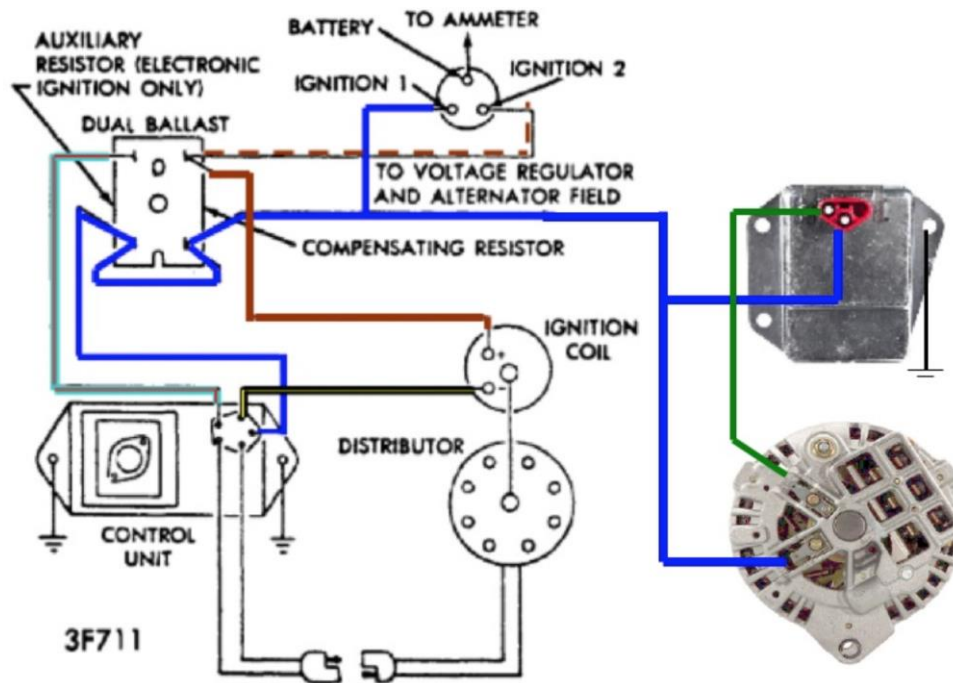 TO AMMETER
BATTERY
AUXILIARY
RESISTOR (ELECTRONIC
IGNITION ONLY)
IGNITION 1
IGNITION 2
DUAL BALLAST
TO VOLTAGE REGULATOR
AND ALTERNATOR FIELD
COMPENSATING RESISTOR
IGNITION
COIL
+
-
DISTRIBUTOR
CONTROL
UNIT
3F711